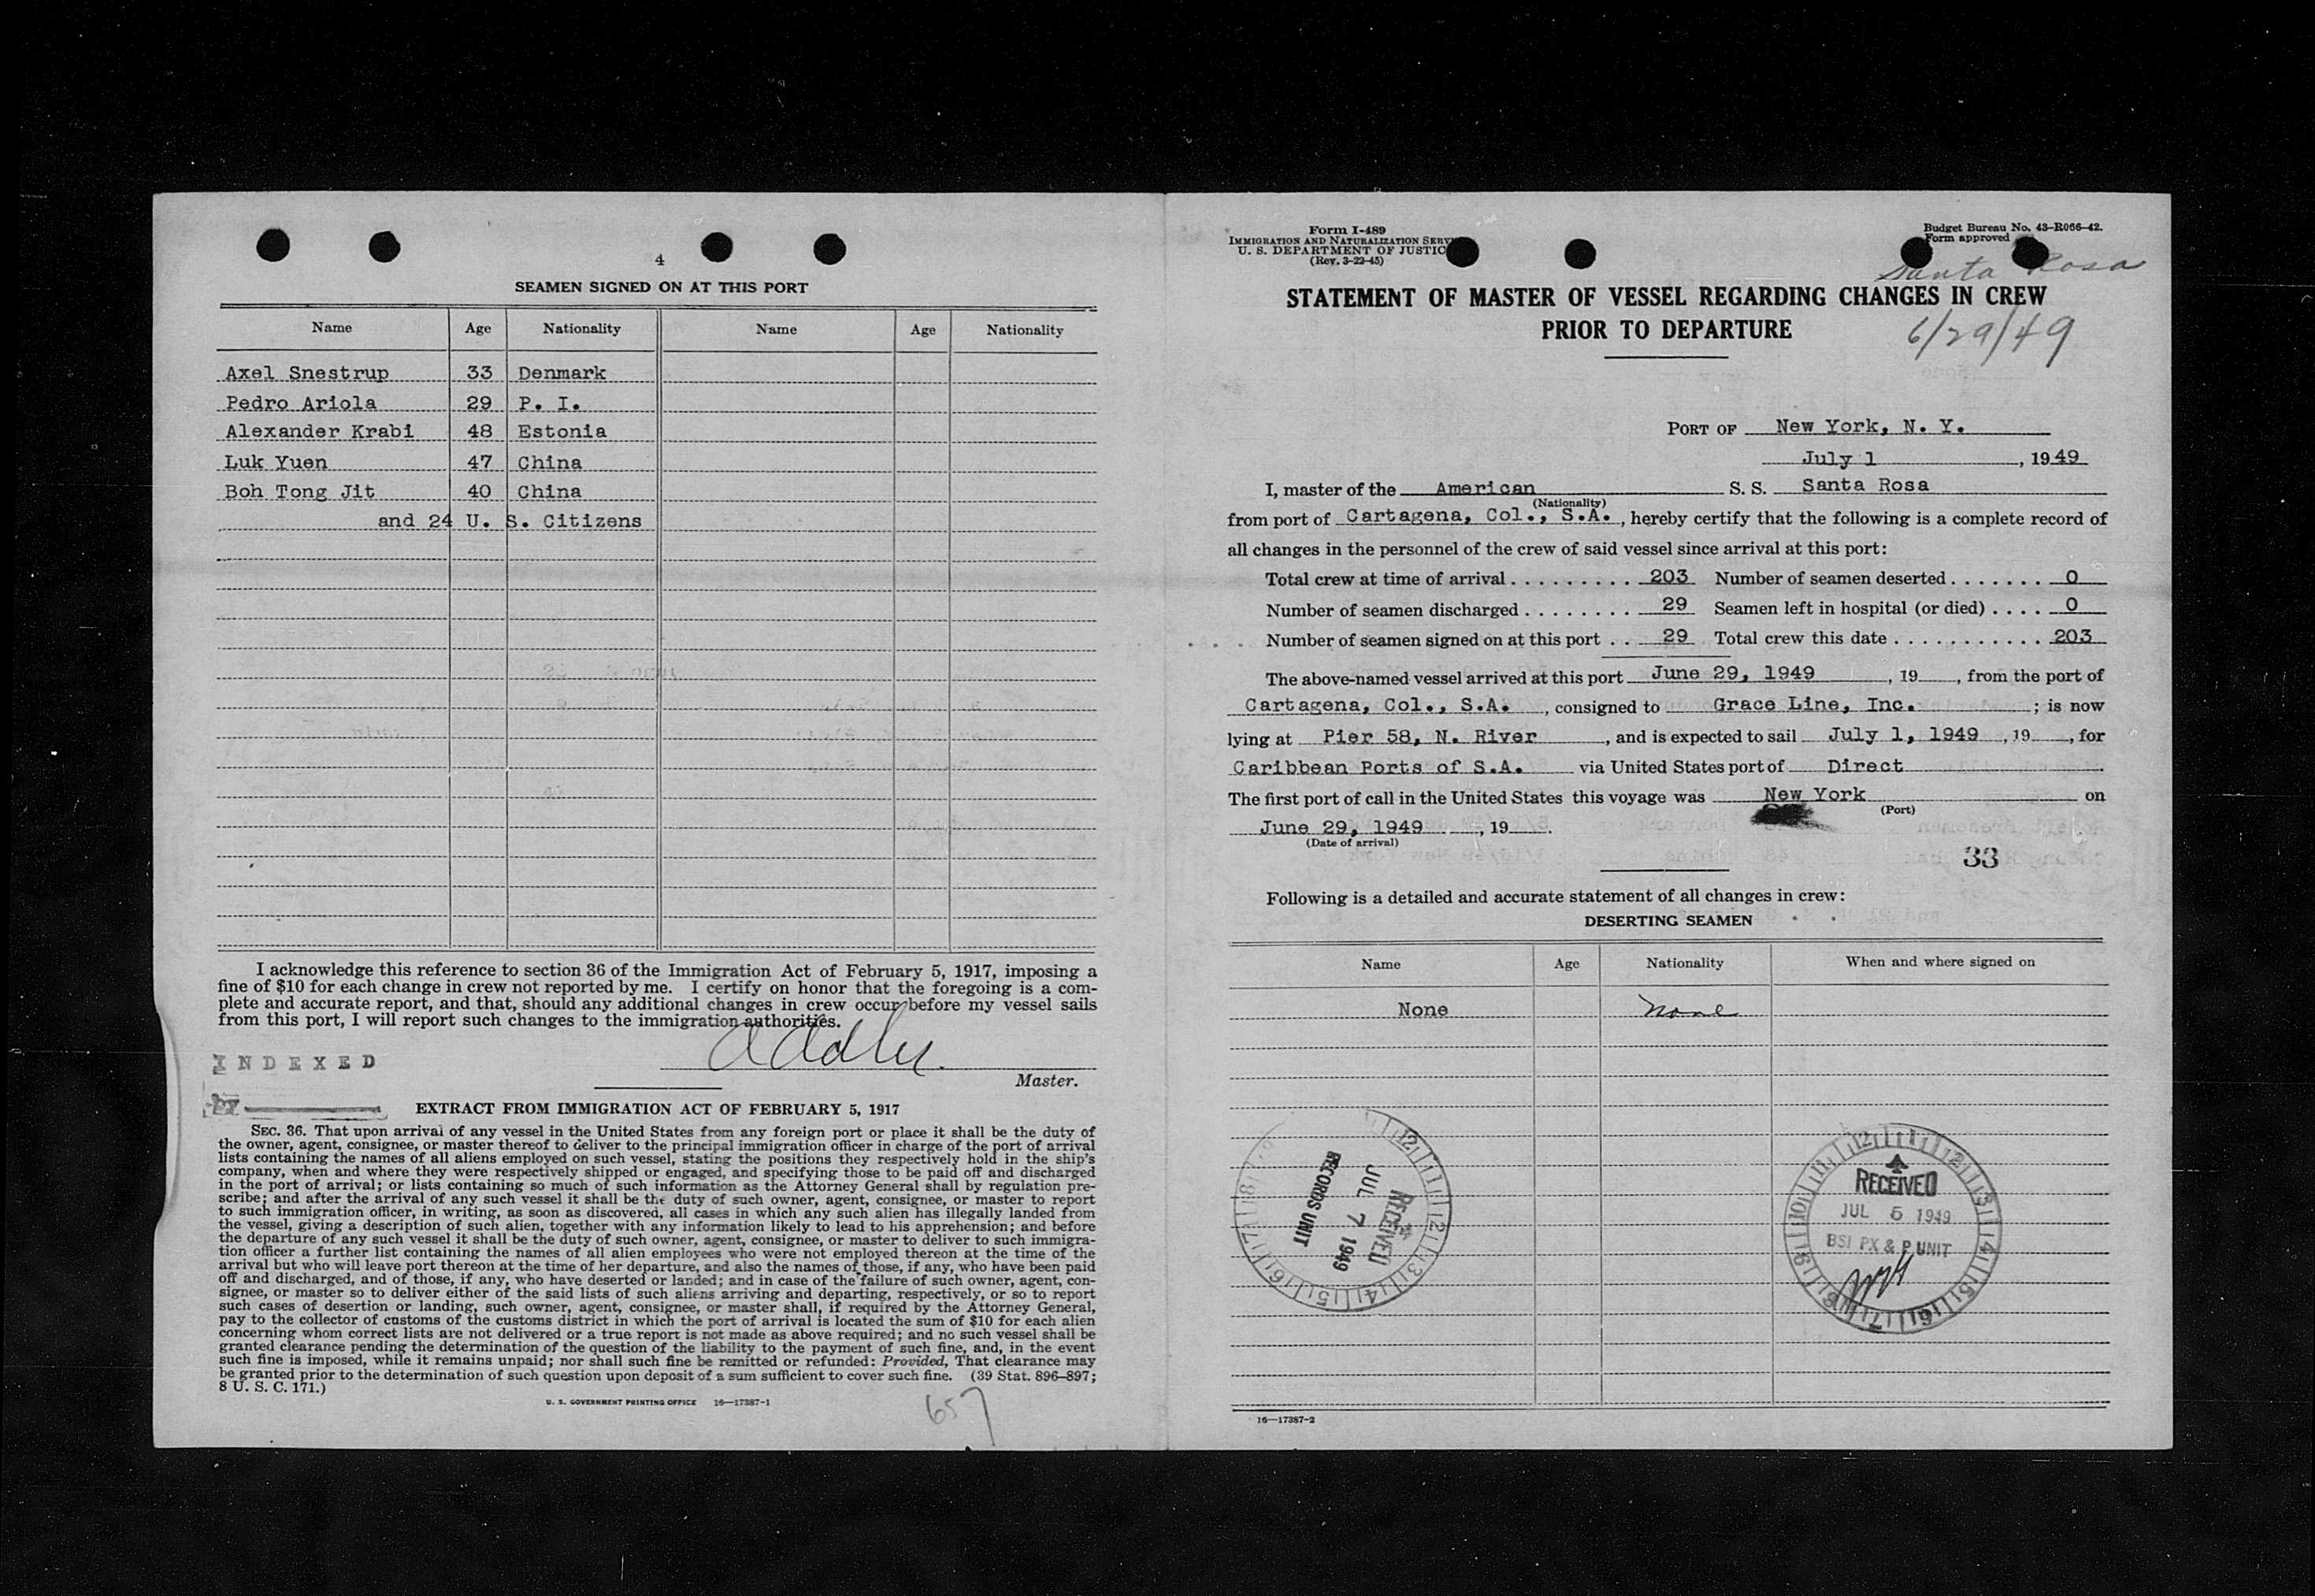 4
SEAMEN SIGNED ON AT THIS PORT
Name Age Nationality Name Age Nationality
Axel Snestrup 33 Denmark
Pedro Ariola 29 P. I.
Alexander Krabi 48 Estonia
Luk Yuen 47 China
Boh Tong Jit 40 China
and 24 U. S. Citizens
I acknowledge this reference to section 36 of the Immigration Act of February 5, 1917, imposing a
fine of $10 for each change in crew not reported by me. I certify on honor that the foregoing is a com-
plete and accurate report, and that, should any additional changes in crew occur before my vessel sails
from this port, I will report such changes to the immigration authorities.
INDEXED
Master.
by
EXTRACT FROM IMMIGRATION ACT OF FEBRUARY 5, 1917
SEC. 36. That upon arrival of any vessel in the United States from any foreign port or place it shall be the duty of
the owner, agent, consignee, or master thereof to deliver to the principal immigration officer in charge of the port of arrival
lists containing the names of all aliens employed on such vessel, stating the positions they respectively hold in the ship's
company, when and where they were respectively shipped or engaged, and specifying those to be paid off and discharged
in the port of arrival; or lists containing so much of such information as the Attorney General shall by regulation pre-
scribe; and after the arrival of any such vessel it shall be the duty of such owner, agent, consignee, or master to report
to such immigration officer, in writing, as soon as discovered, all cases in which any such alien has illegally landed from
the vessel, giving a description of such alien, together with any information likely to lead to his apprehension; and before
the departure of any such vessel it shall be the duty of such owner, agent, consignee, or master to deliver to such immigra-
tion officer a further list containing the names of all alien employees who were not employed thereon at the time of the
arrival but who will leave port thereon at the time of her departure, and also the names of those, if any, who have been paid
off and discharged, and of those, if any, who have deserted or landed; and in case of the failure of such owner, agent, con-
signee, or master so to deliver either of the said lists of such aliens arriving and departing, respectively, or so to report
such cases of desertion or landing, such owner, agent, consignee, or master shall, if required by the Attorney General,
pay to the collector of customs of the customs district in which the port of arrival is located the sum of $10 for each alien
concerning whom correct lists are not delivered or a true report is not made as above required; and no such vessel shall be
granted clearance pending the determination of the question of the liability to the payment of such fine, and, in the event
such fine is imposed, while it remains unpaid; nor shall such fine be remitted or refunded: Provided, That clearance may
be granted prior to the determination of such question upon deposit of a sum sufficient to cover such fine. (39 Stat. 896-897;
8 U. S. C. 171.)
U. S. GOVERNMENT PRINTING OFFICE 16—17387-1
657
Form I-489
IMMIGRATION AND NATURALIZATION SERV
U. S. DEPARTMENT OF JUSTIC
(Rev. 3-22-45)
Budget Bureau No. 43-R066-42.
Form approved
Santa Rosa
STATEMENT OF MASTER OF VESSEL REGARDING CHANGES IN CREW
PRIOR TO DEPARTURE
6/29/49
PORT OF New York, N. Y.
July 1, 1949
I, master of the American S. S. Santa Rosa
(Nationality)
from port of Cartagena, Col., S.A., hereby certify that the following is a complete record of
all changes in the personnel of the crew of said vessel since arrival at this port:
Total crew at time of arrival . . . . . . . . . . 203 Number of seamen deserted . . . . . . . 0
Number of seamen discharged . . . . . . . . 29 Seamen left in hospital (or died) . . . . 0
Number of seamen signed on at this port . . 29 Total crew this date . . . . . . . . . . . . 203
The above-named vessel arrived at this port June 29, 1949, 19, from the port of
Cartagena, Col., S.A., consigned to Grace Line, Inc.; is now
lying at Pier 58, N. River, and is expected to sail July 1, 1949, 19, for
Caribbean Ports of S.A. via United States port of Direct.
The first port of call in the United States this voyage was New York on
(Port)
June 29, 1949, 19.
(Date of arrival)
33
Following is a detailed and accurate statement of all changes in crew:
DESERTING SEAMEN
Name Age Nationality When and where signed on
None none
RECEIVED
JUL 7 1949
RECORDS UNIT
RECEIVED
JUL 5 1949
BSI PX & P UNIT
16—17387-2